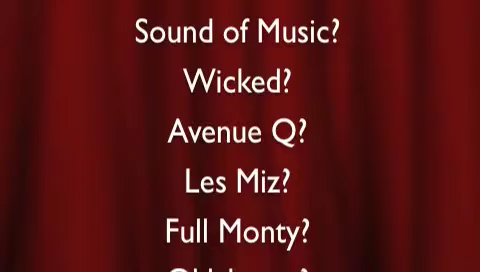 Sound of Music?
Wicked?
Avenue Q?
Les Miz?
Full Monty?